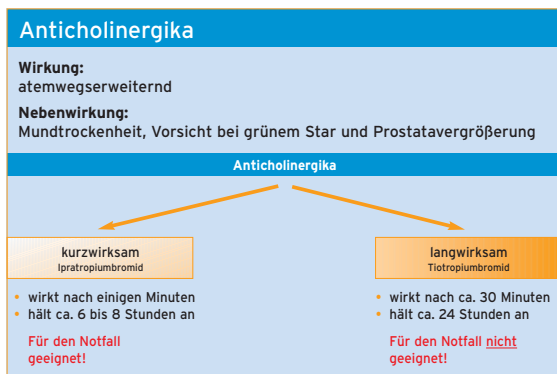 Anticholinergika
Wirkung:
atemwegserweiternd
Nebenwirkung:
Mundtrockenheit, Vorsicht bei grünem Star und Prostatavergrößerung
Anticholinergika
kurzwirksam
Ipratropiumbromid
• wirkt nach einigen Minuten
• hält ca. 6 bis 8 Stunden an
Für den Notfall
geeignet!
langwirksam
Tiotropiumbromid
• wirkt nach ca. 30 Minuten
• hält ca. 24 Stunden an
Für den Notfall nicht
geeignet!